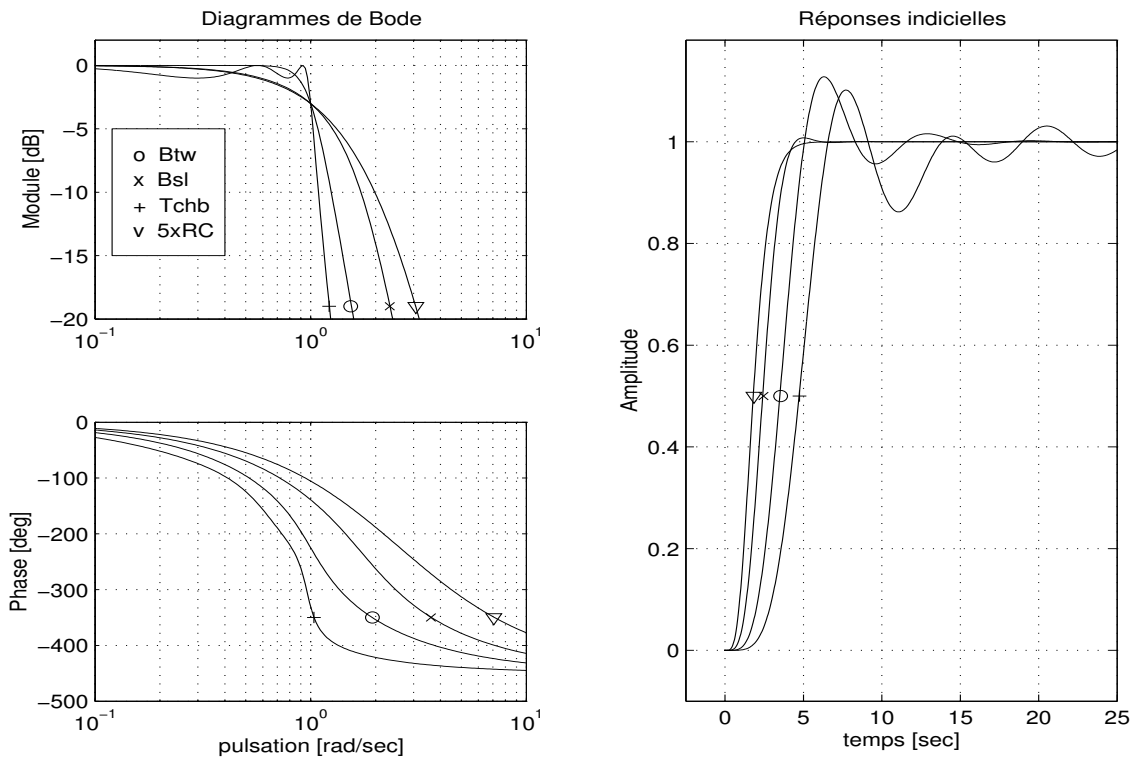 Diagrammes de Bode
Module [dB]
0
−5
−10
−15
−20
o Btw
x Bsl
+ Tchb
v 5xRC
10^−1
10^0
10^1
Phase [deg]
0
−100
−200
−300
−400
−500
10^−1
10^0
10^1
pulsation [rad/sec]
Réponses indicielles
Amplitude
1
0.8
0.6
0.4
0.2
0
0
5
10
15
20
25
temps [sec]